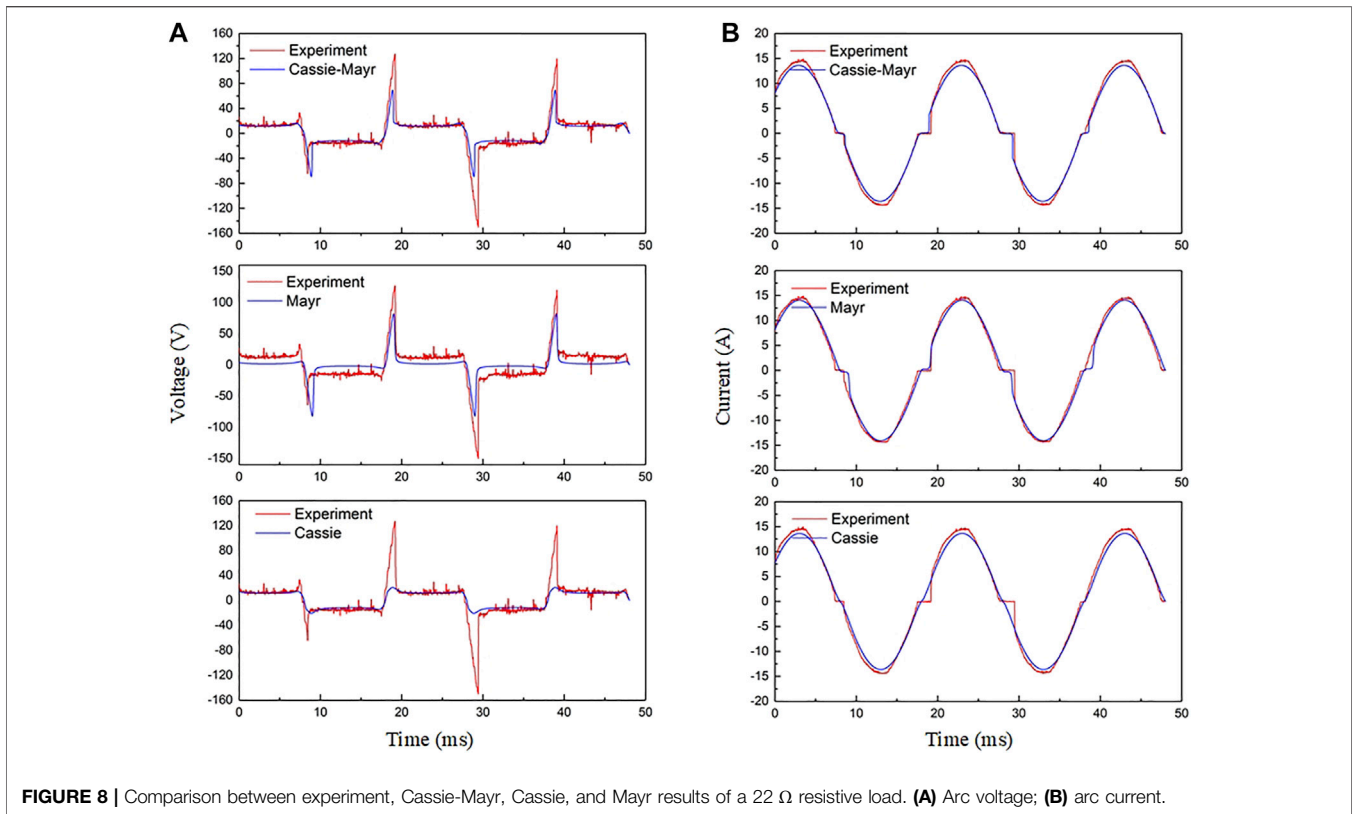 A
B
Experiment
Cassie-Mayr
160
120
80
40
0
-40
-80
-120
-160
0 10 20 30 40 50
Experiment
Cassie-Mayr
20
15
10
5
0
-5
-10
-15
-20
0 10 20 30 40 50
Experiment
Mayr
150
100
50
0
-50
-100
-150
0 10 20 30 40 50
Voltage (V)
Experiment
Mayr
20
15
10
5
0
-5
-10
-15
-20
0 10 20 30 40 50
Current (A)
Experiment
Cassie
160
120
80
40
0
-40
-80
-120
-160
0 10 20 30 40 50
Time (ms)
Experiment
Cassie
20
15
10
5
0
-5
-10
-15
-20
0 10 20 30 40 50
Time (ms)
FIGURE 8 | Comparison between experiment, Cassie-Mayr, Cassie, and Mayr results of a 22 Ω resistive load. (A) Arc voltage; (B) arc current.